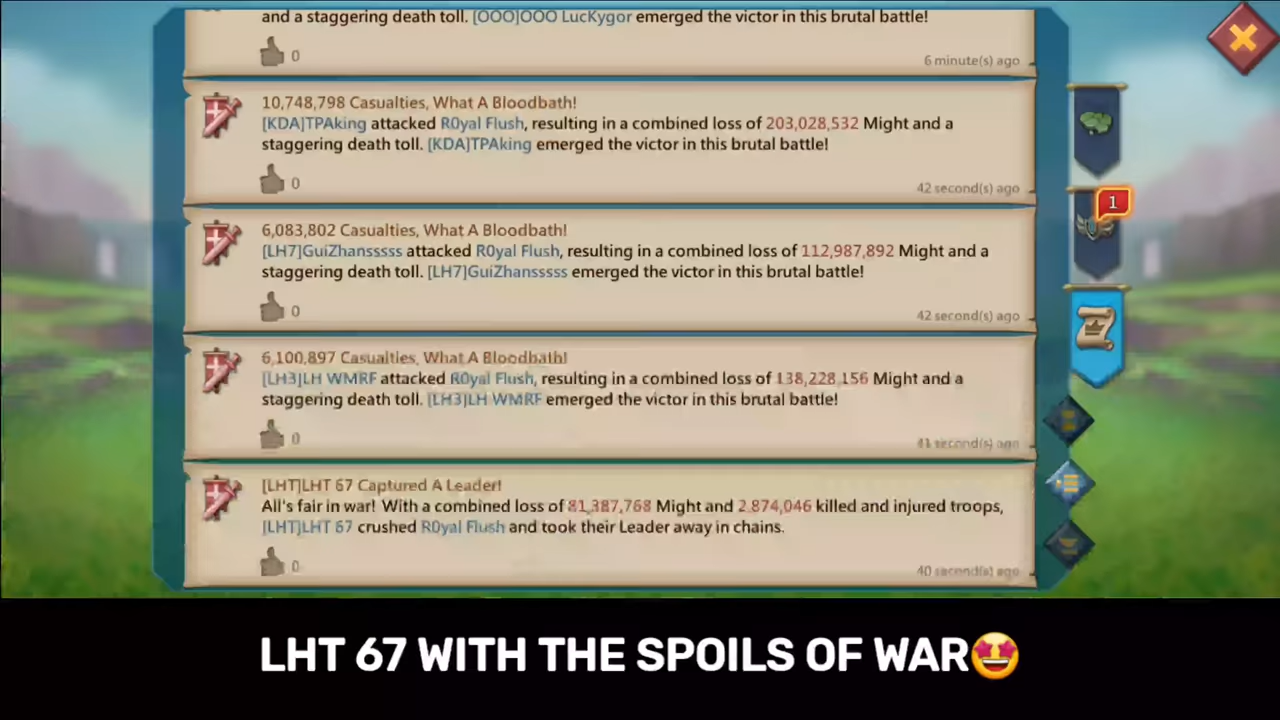 and a staggering death toll. [OOO]OOO LucKygor emerged the victor in this brutal battle!
0
6 minute(s) ago
10,748,798 Casualties, What A Bloodbath!
[KDA]TPAking attacked R0yal Flush, resulting in a combined loss of 203,028,532 Might and a
staggering death toll. [KDA]TPAking emerged the victor in this brutal battle!
0
42 second(s) ago
1
6,083,802 Casualties, What A Bloodbath!
[LH7]GuiZhansssss attacked R0yal Flush, resulting in a combined loss of 112,987,892 Might and a
staggering death toll. [LH7]GuiZhansssss emerged the victor in this brutal battle!
0
42 second(s) ago
6,100,897 Casualties, What A Bloodbath!
[LH3]LH WMRF attacked R0yal Flush, resulting in a combined loss of 138,228,156 Might and a
staggering death toll. [LH3]LH WMRF emerged the victor in this brutal battle!
0
41 second(s) ago
[LHT]LHT 67 Captured A Leader!
All's fair in war! With a combined loss of 81,387,768 Might and 2,874,046 killed and injured troops,
[LHT]LHT 67 crushed R0yal Flush and took their Leader away in chains.
0
40 second(s) ago
LHT 67 WITH THE SPOILS OF WAR🤩